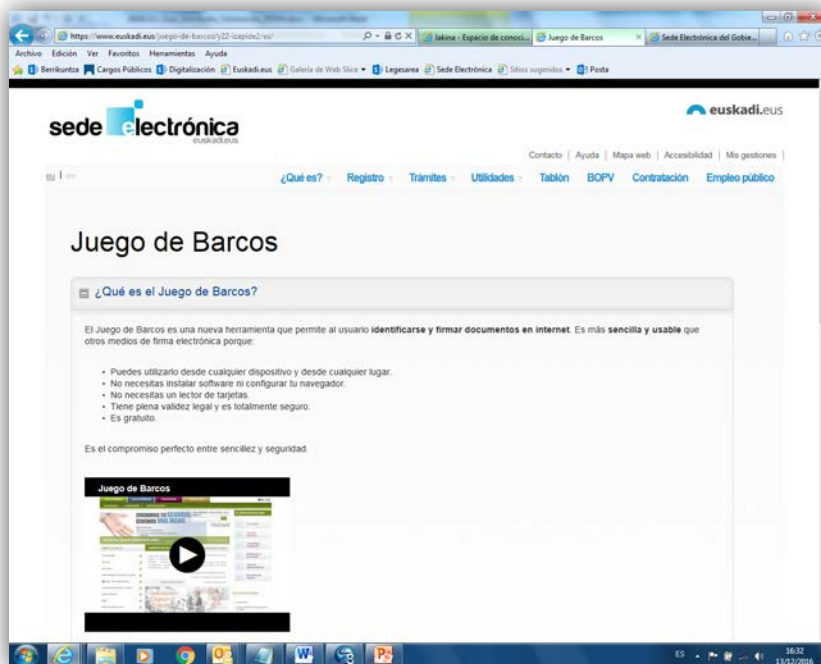 https://www.euskadi.eus/juego-de-barcos/y22-izapide2/es/
Jakina - Espacio de conoci...
Juego de Barcos
Sede Electrónica del Gobie...
Archivo Edición Ver Favoritos Herramientas Ayuda
Berrikuntza Cargos Públicos Digitalización Euskadi.eus Galería de Web Slice Legesarea Sede Electrónica Sitios sugeridos Posta
sede electrónica
euskadi.eus
euskadi.eus
Contacto | Ayuda | Mapa web | Accesibilidad | Mis gestiones |
eu | es
¿Qué es? Registro Trámites Utilidades Tablón BOPV Contratación Empleo público
Juego de Barcos
¿Qué es el Juego de Barcos?
El Juego de Barcos es una nueva herramienta que permite al usuario identificarse y firmar documentos en internet. Es más sencilla y usable que
otros medios de firma electrónica porque:
• Puedes utilizarlo desde cualquier dispositivo y desde cualquier lugar.
• No necesitas instalar software ni configurar tu navegador.
• No necesitas un lector de tarjetas.
• Tiene plena validez legal y es totalmente seguro.
• Es gratuito.
Es el compromiso perfecto entre sencillez y seguridad.
Juego de Barcos
ES
16:32
13/12/2016